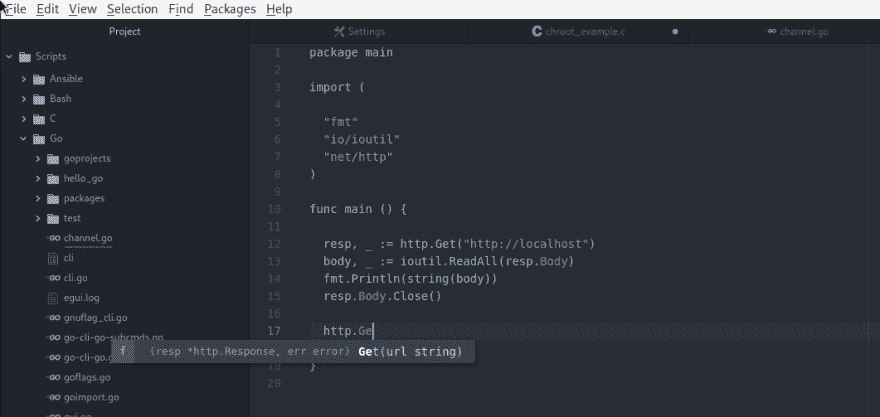 File Edit View Selection Find Packages Help
Project
Settings
chroot_example.c
channel.go
Scripts
Ansible
Bash
C
Go
goprojects
hello_go
packages
test
channel.go
cli
cli.go
egui.log
gnuflag_cli.go
go-cli-go-subcmds.go
go-cli.g
goflags.go
goimport.go
1 package main
2
3 import (
4
5 "fmt"
6 "io/ioutil"
7 "net/http"
8 )
9
10 func main () {
11
12 resp, _ := http.Get("http://localhost")
13 body, _ := ioutil.ReadAll(resp.Body)
14 fmt.Println(string(body))
15 resp.Body.Close()
16
17 http.Ge
f (resp *http.Response, err error) Get(url string)
19 }
20